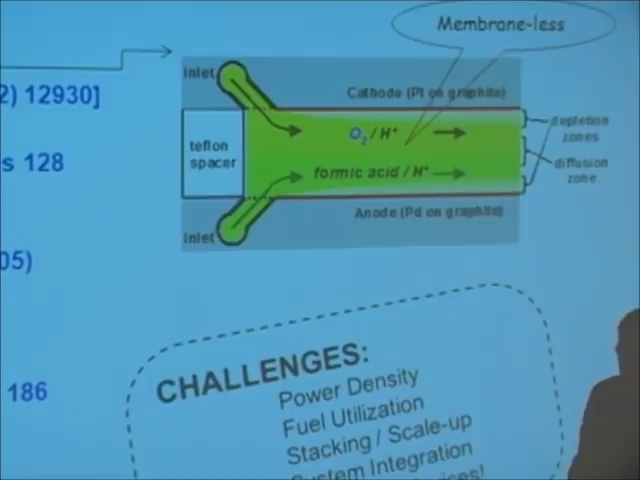 Membrane-less
2) 12930]
s 128
05)
186
Inlet
Cathode (Pt on graphite)
teflon
spacer
O2 / H+
formic acid / H+
depletion
zones
diffusion
zone
Anode (Pd on graphite)
Inlet
CHALLENGES:
Power Density
Fuel Utilization
Stacking / Scale-up
System Integration